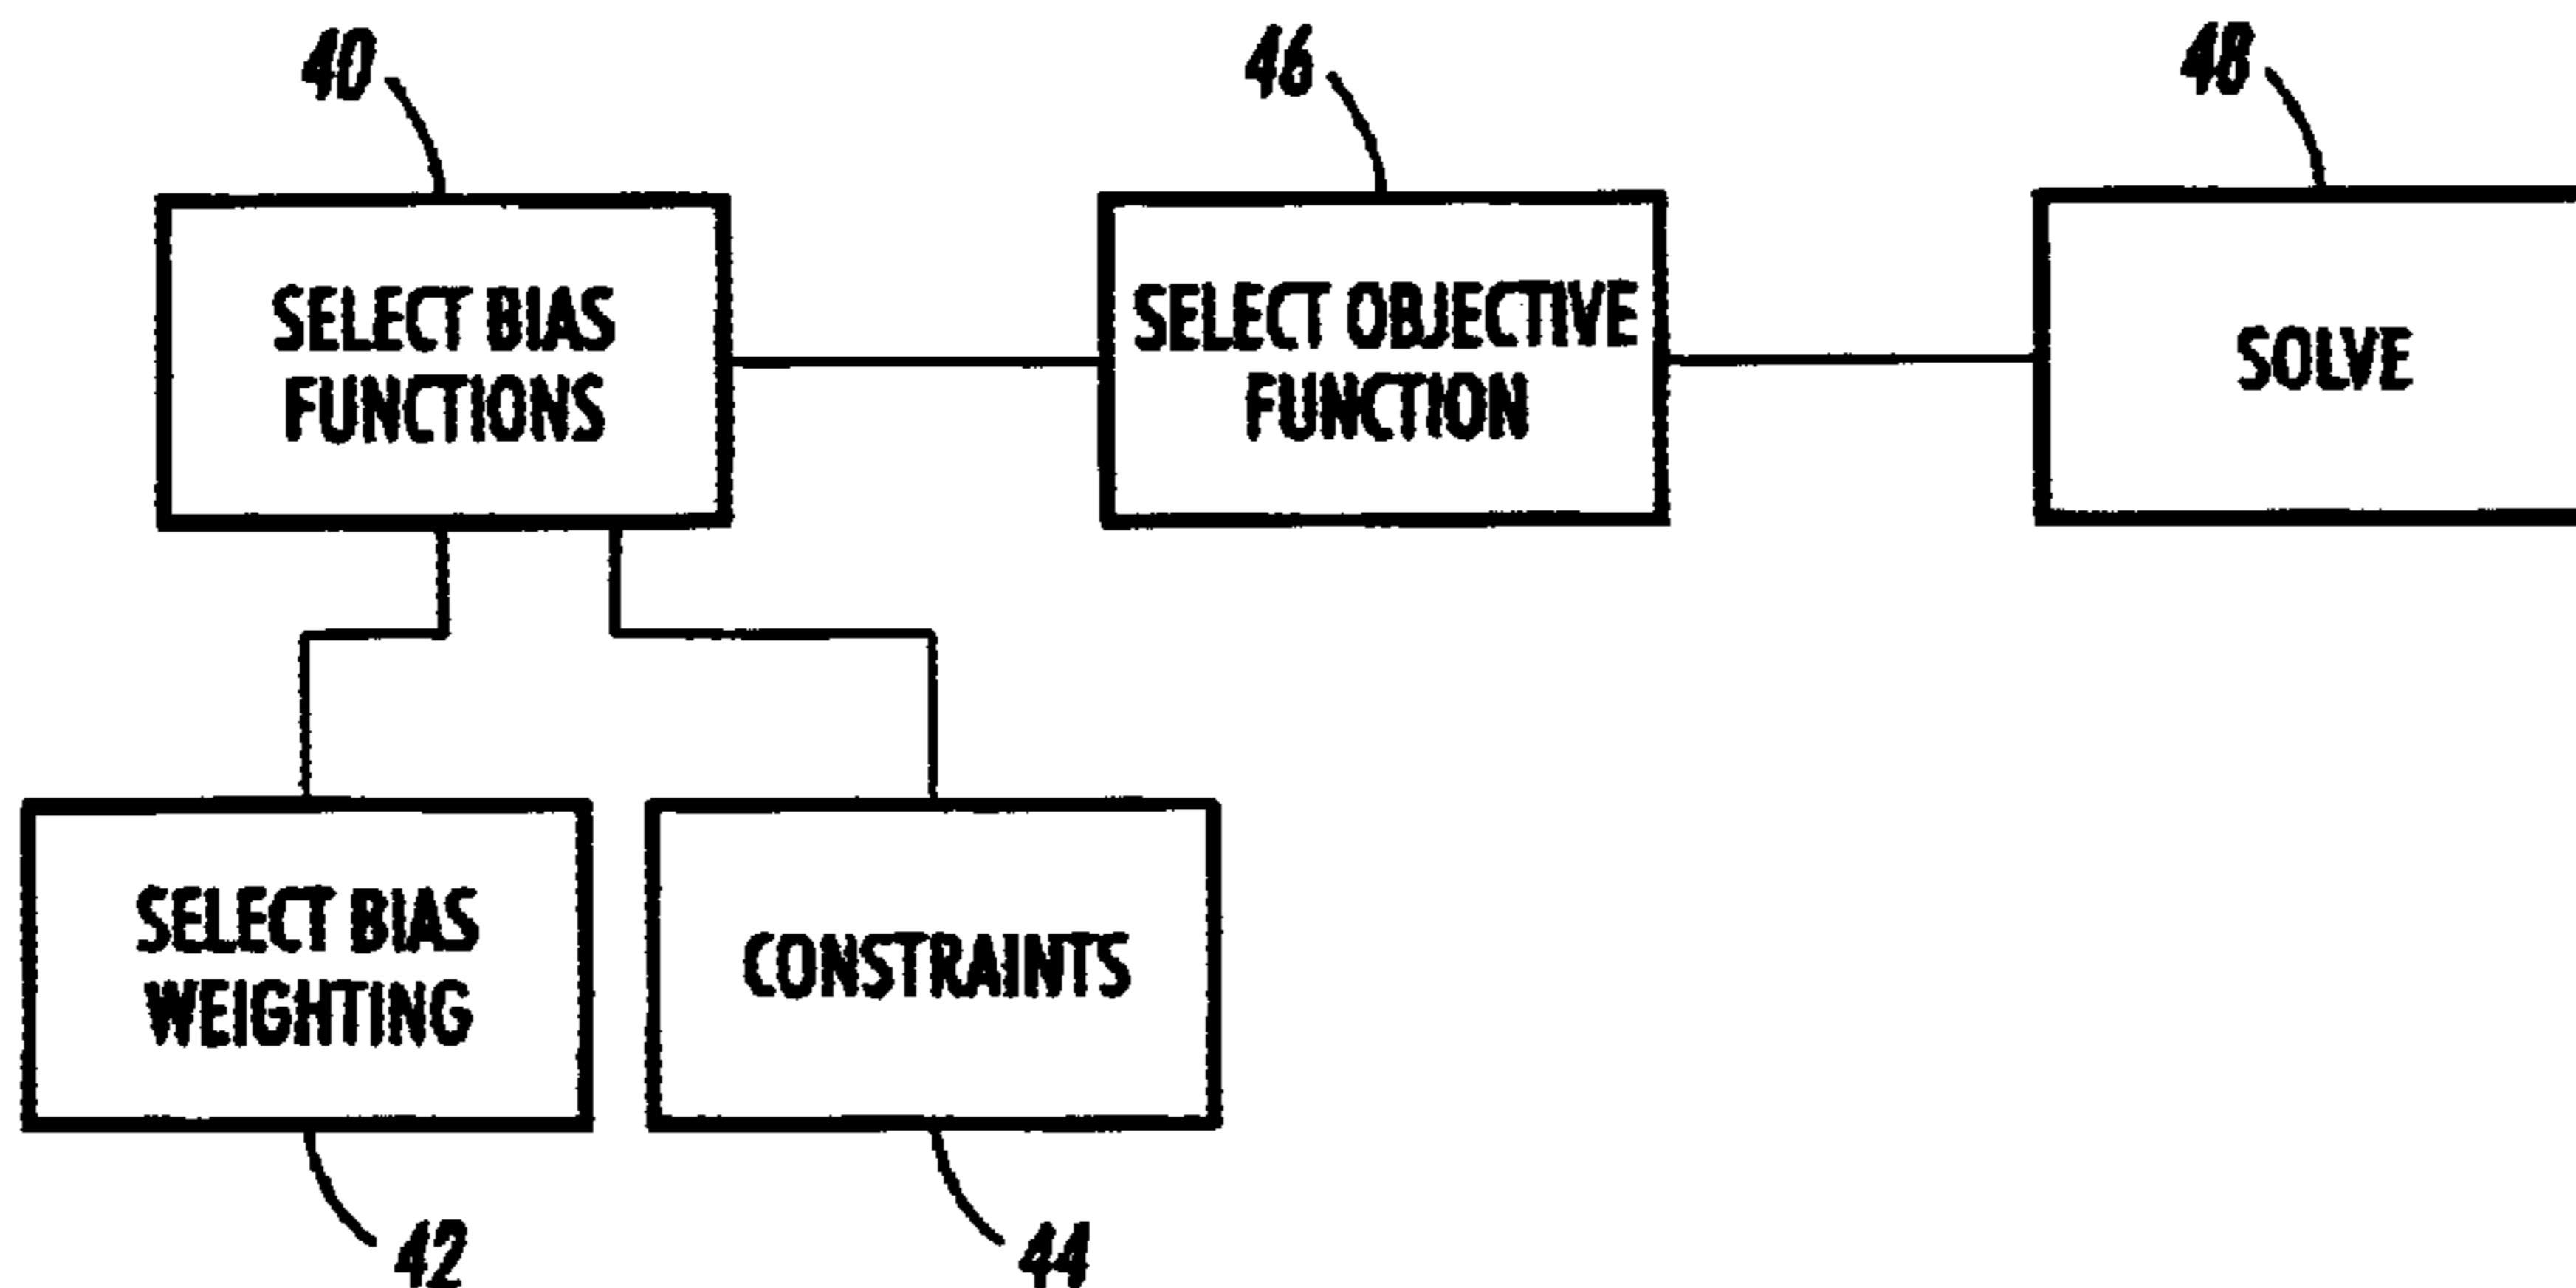 40
46
48
SELECT BIAS
FUNCTIONS
SELECT OBJECTIVE
FUNCTION
SOLVE
SELECT BIAS
WEIGHTING
CONSTRAINTS
42
44